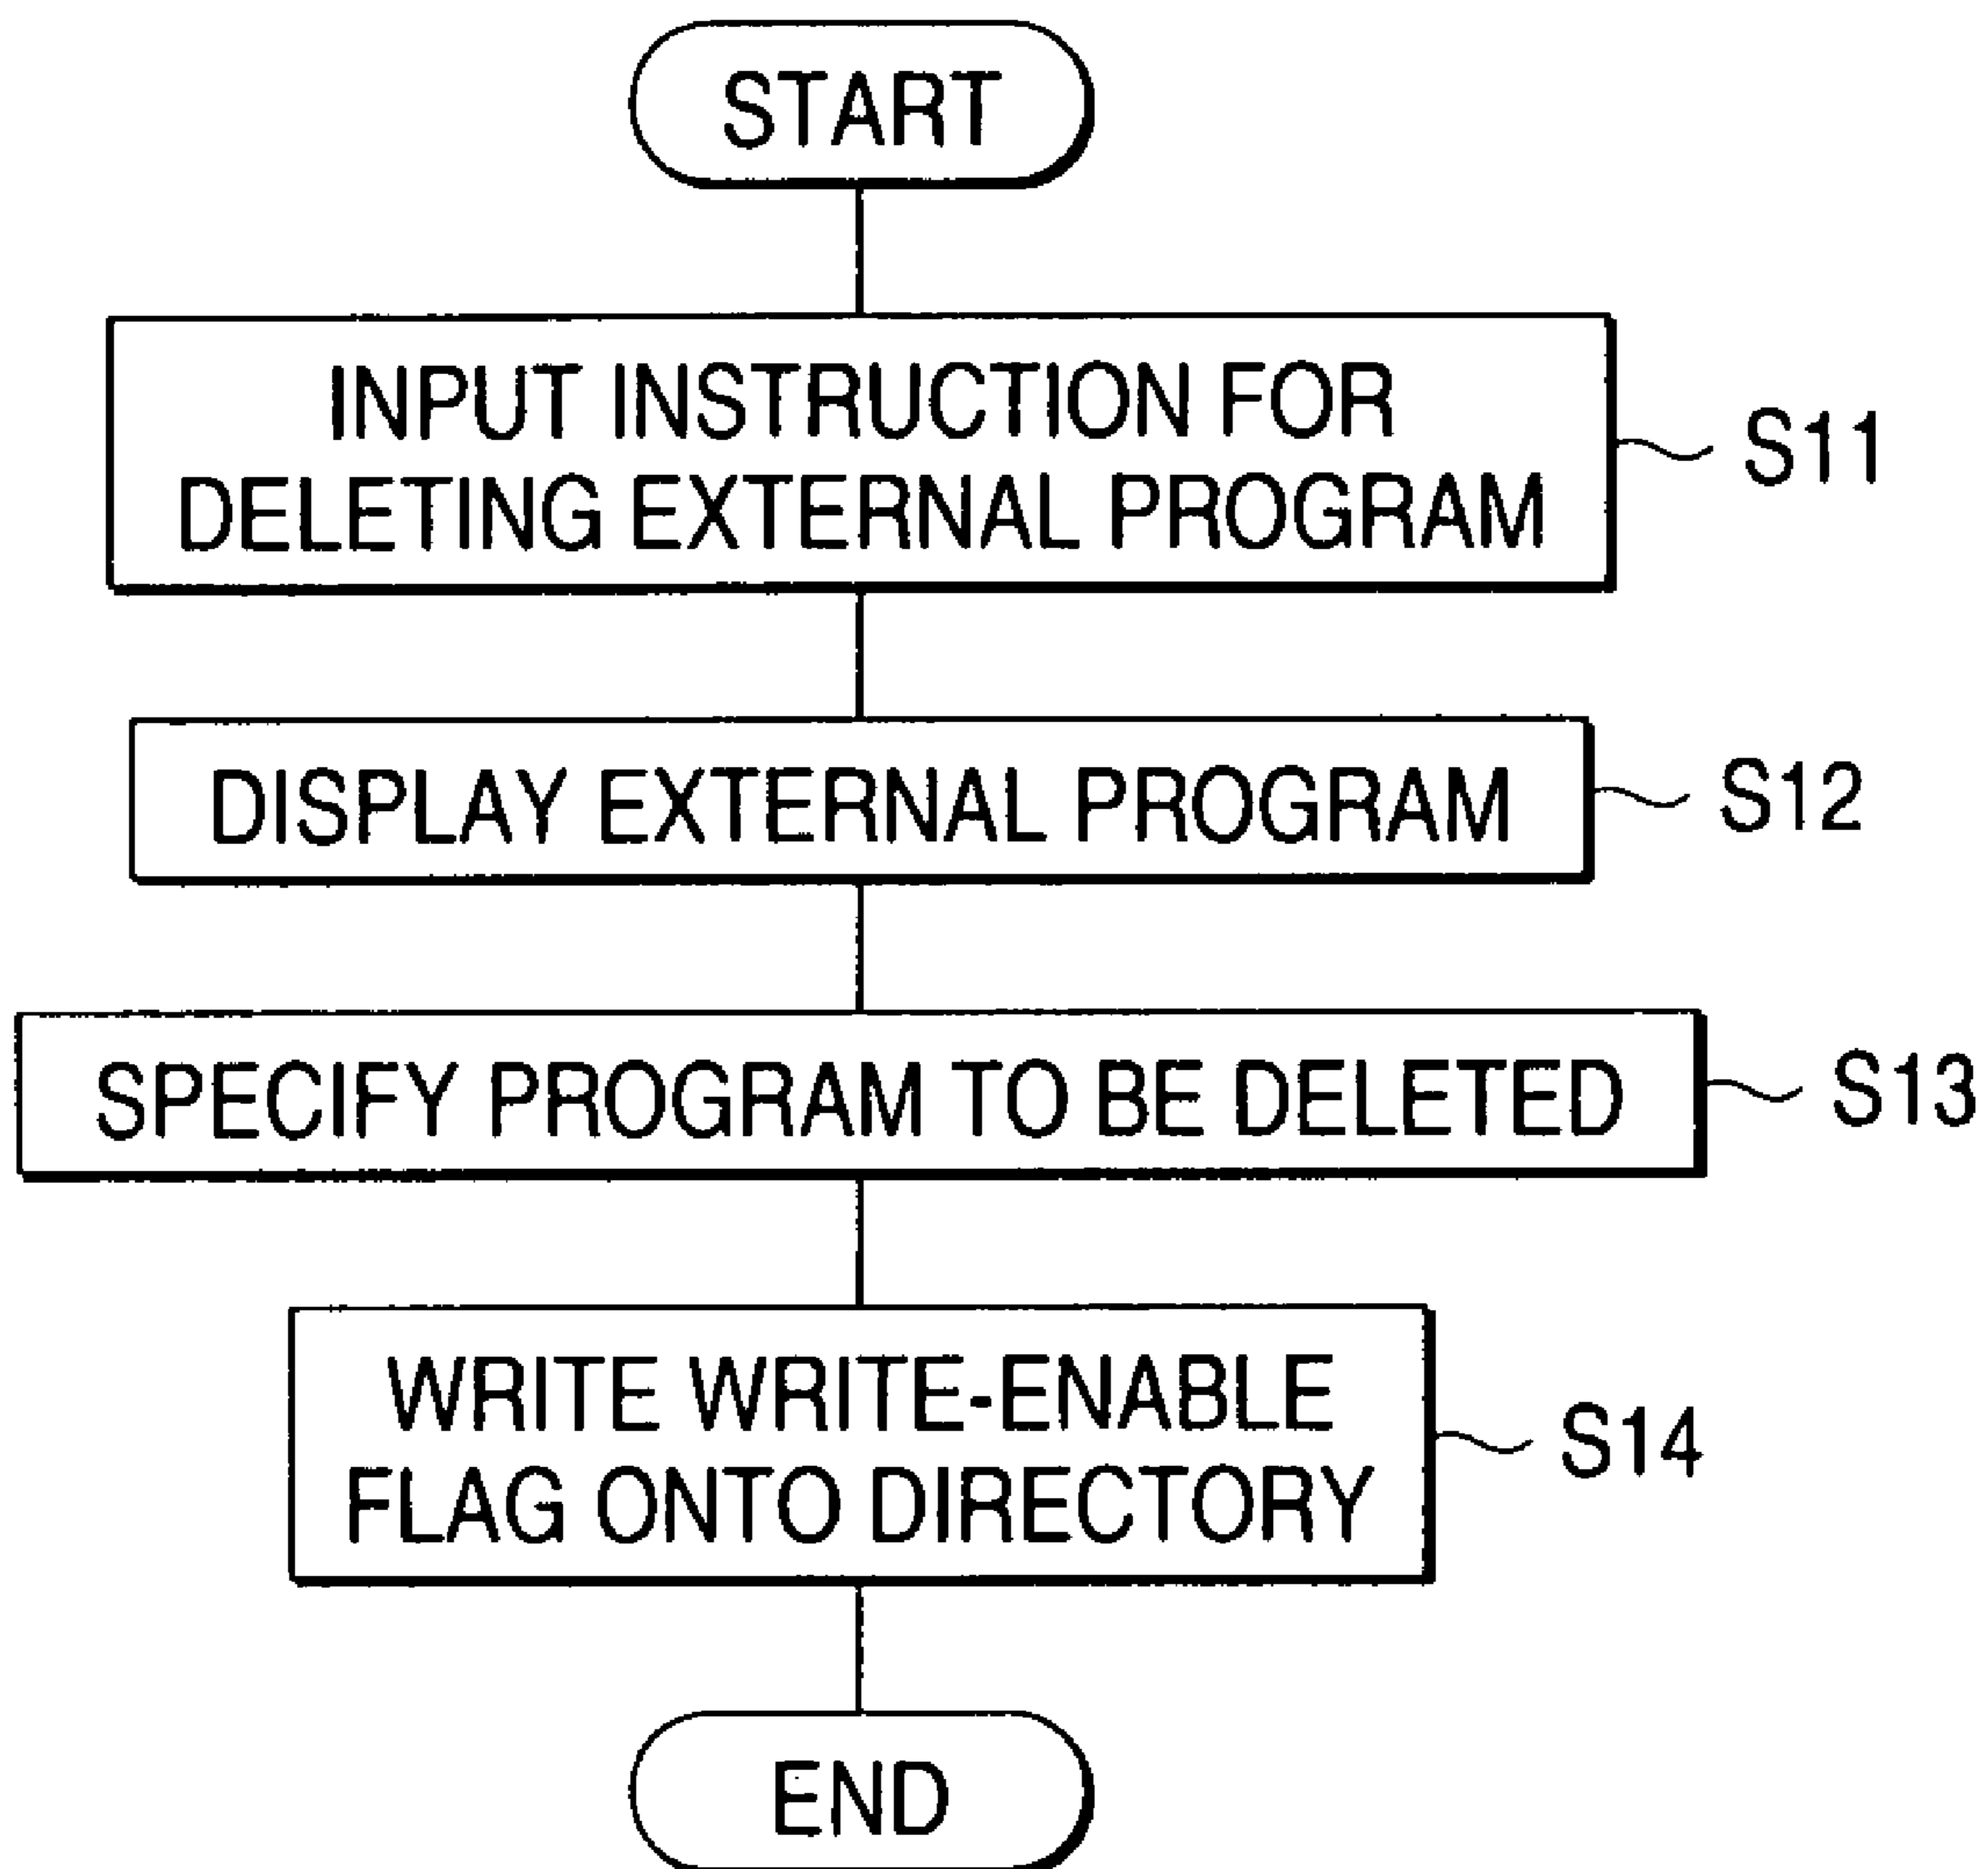 START
INPUT INSTRUCTION FOR
DELETING EXTERNAL PROGRAM
S11
DISPLAY EXTERNAL PROGRAM
S12
SPECIFY PROGRAM TO BE DELETED
S13
WRITE WRITE-ENABLE
FLAG ONTO DIRECTORY
S14
END